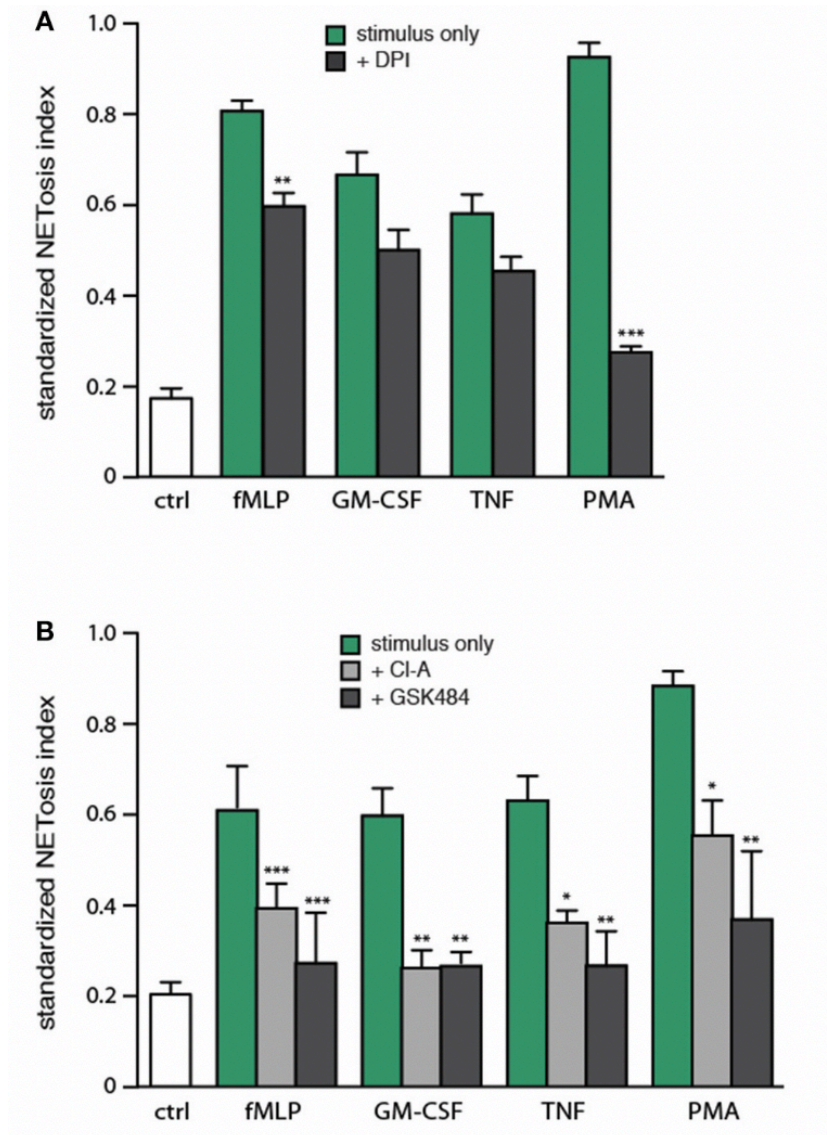 A
1.0
stimulus only
+ DPI
0.8
**
0.6
standardized NETosis index
0.4
***
0.2
0
ctrl fMLP GM-CSF TNF PMA
B
1.0
stimulus only
+ Cl-A
+ GSK484
0.8
*
0.6
**
standardized NETosis index
***
***
*
**
0.4
** **
0.2
0
ctrl fMLP GM-CSF TNF PMA